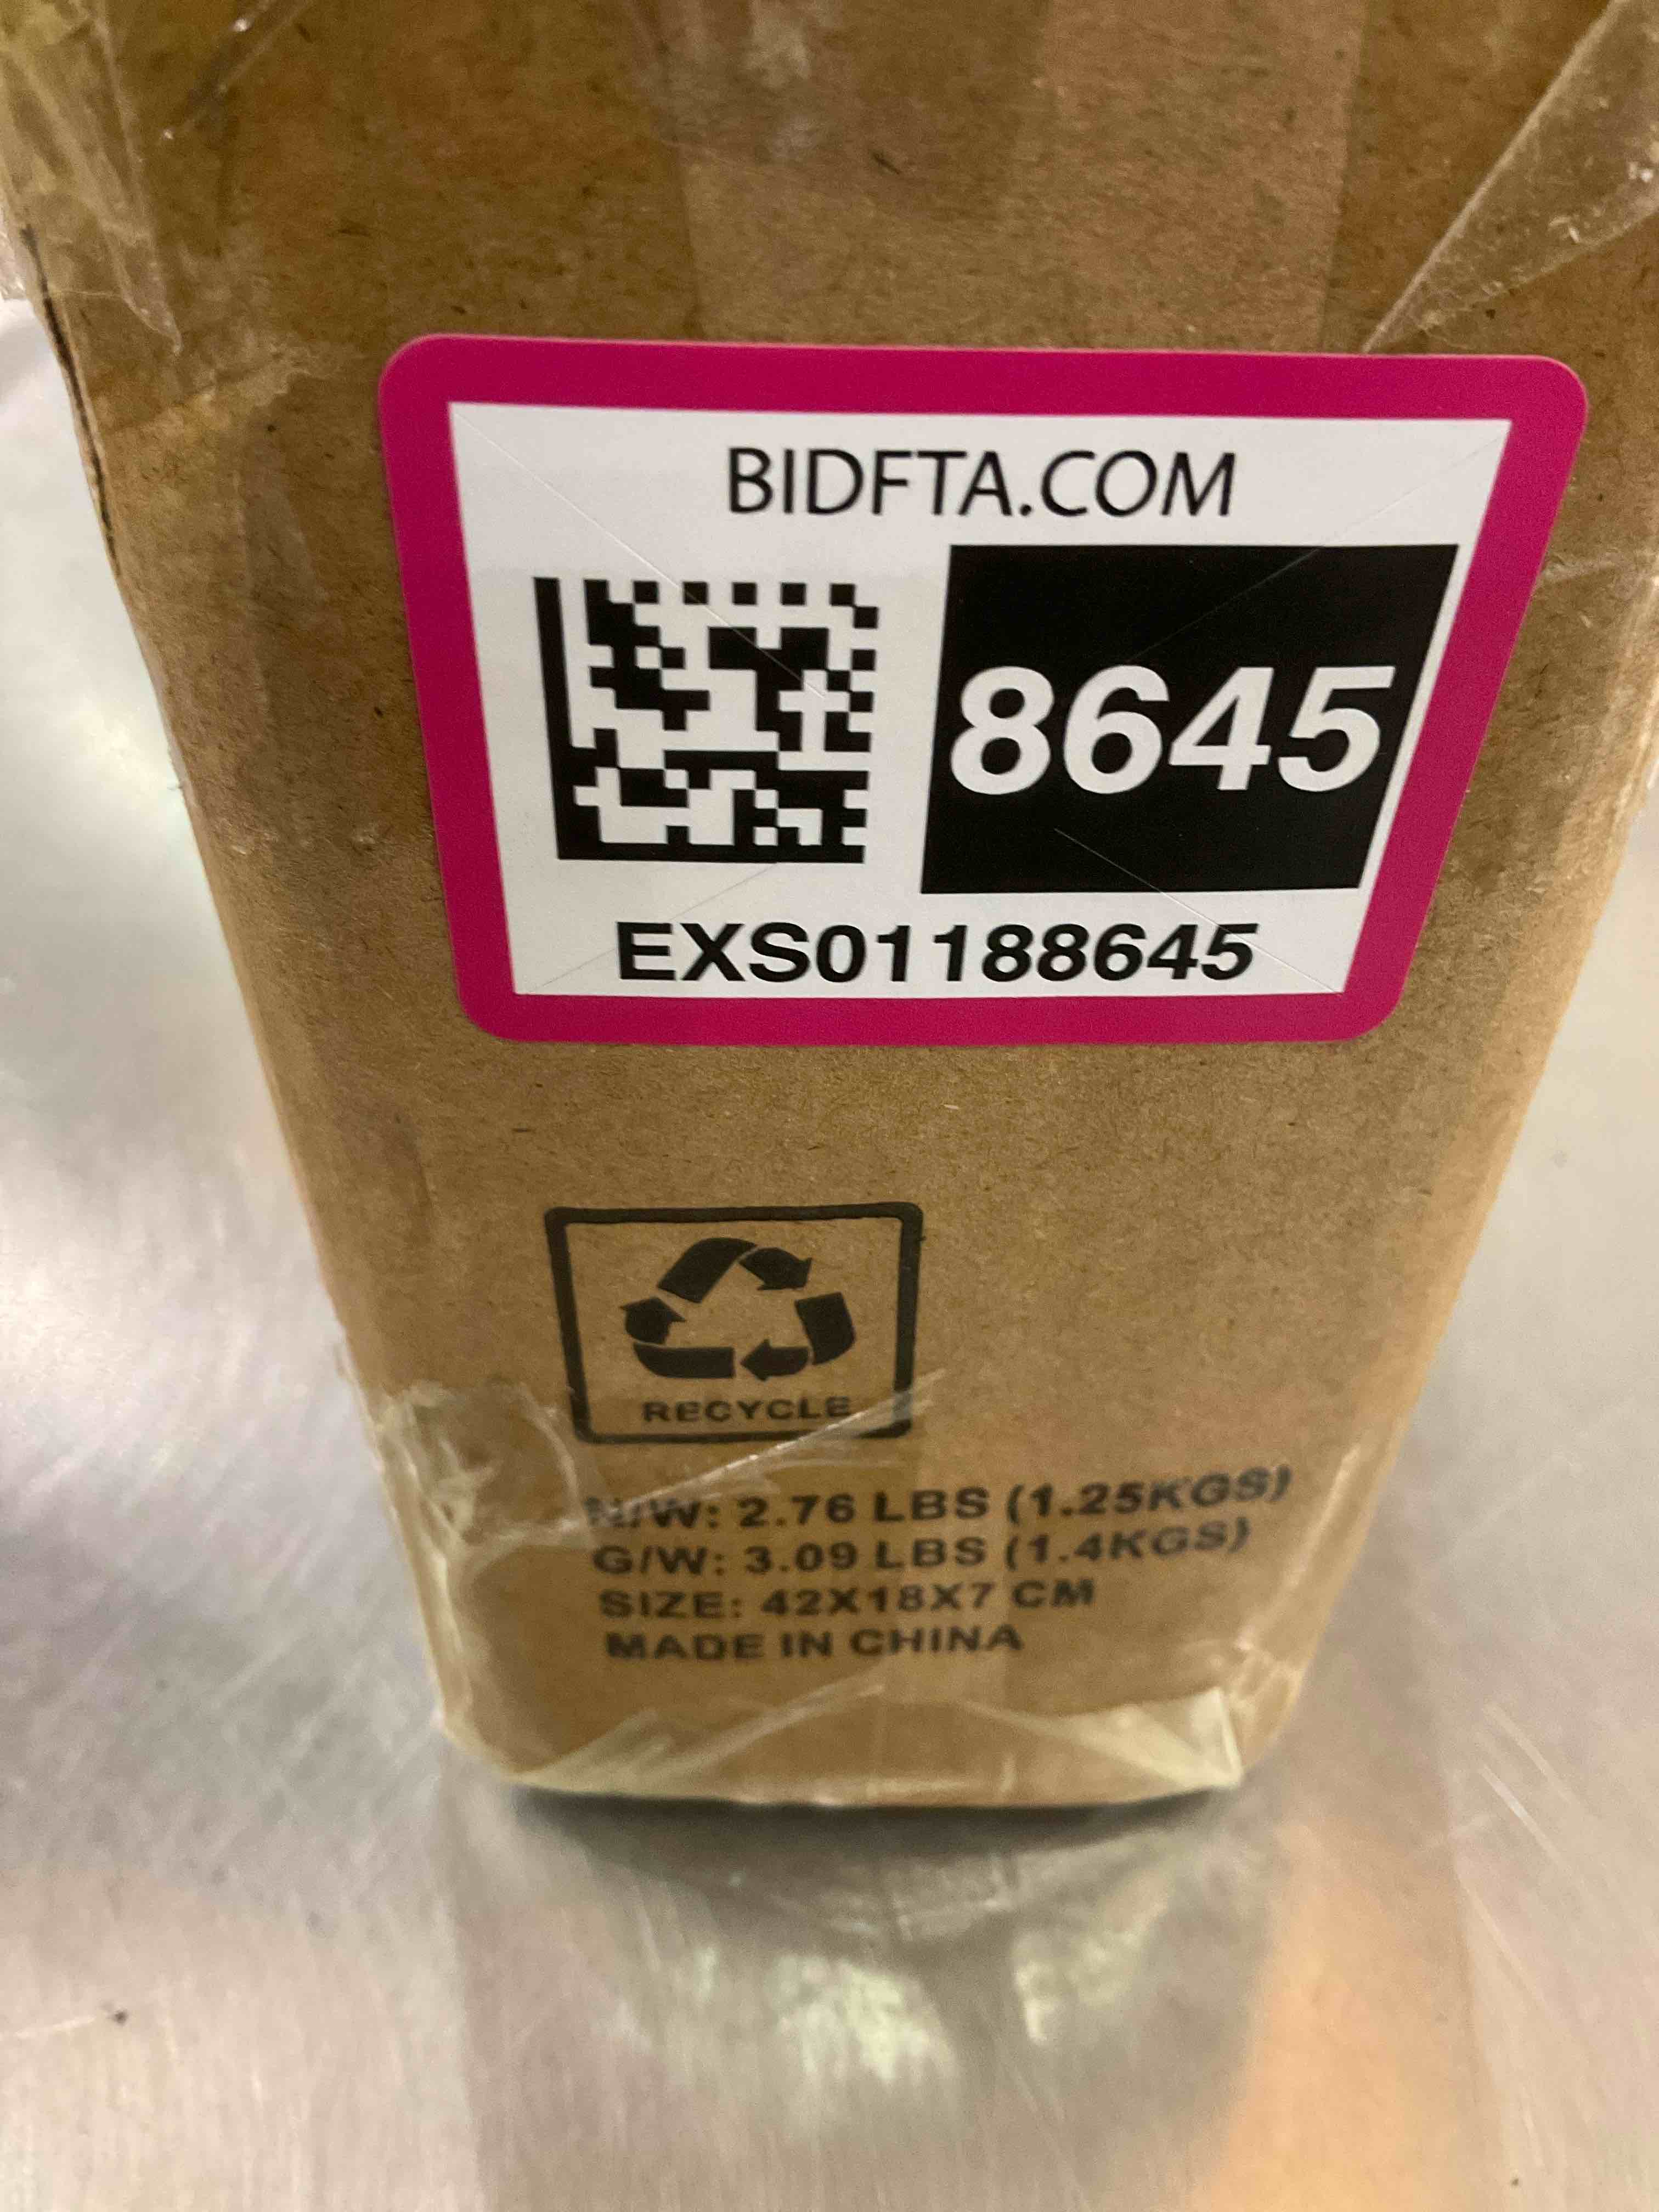 BIDFTA.COM
8645
EXS01188645
RECYCLE
N/W: 2.76 LBS (1.25KGS)
G/W: 3.09 LBS (1.4KGS)
SIZE: 42X18X7 CM
MADE IN CHINA